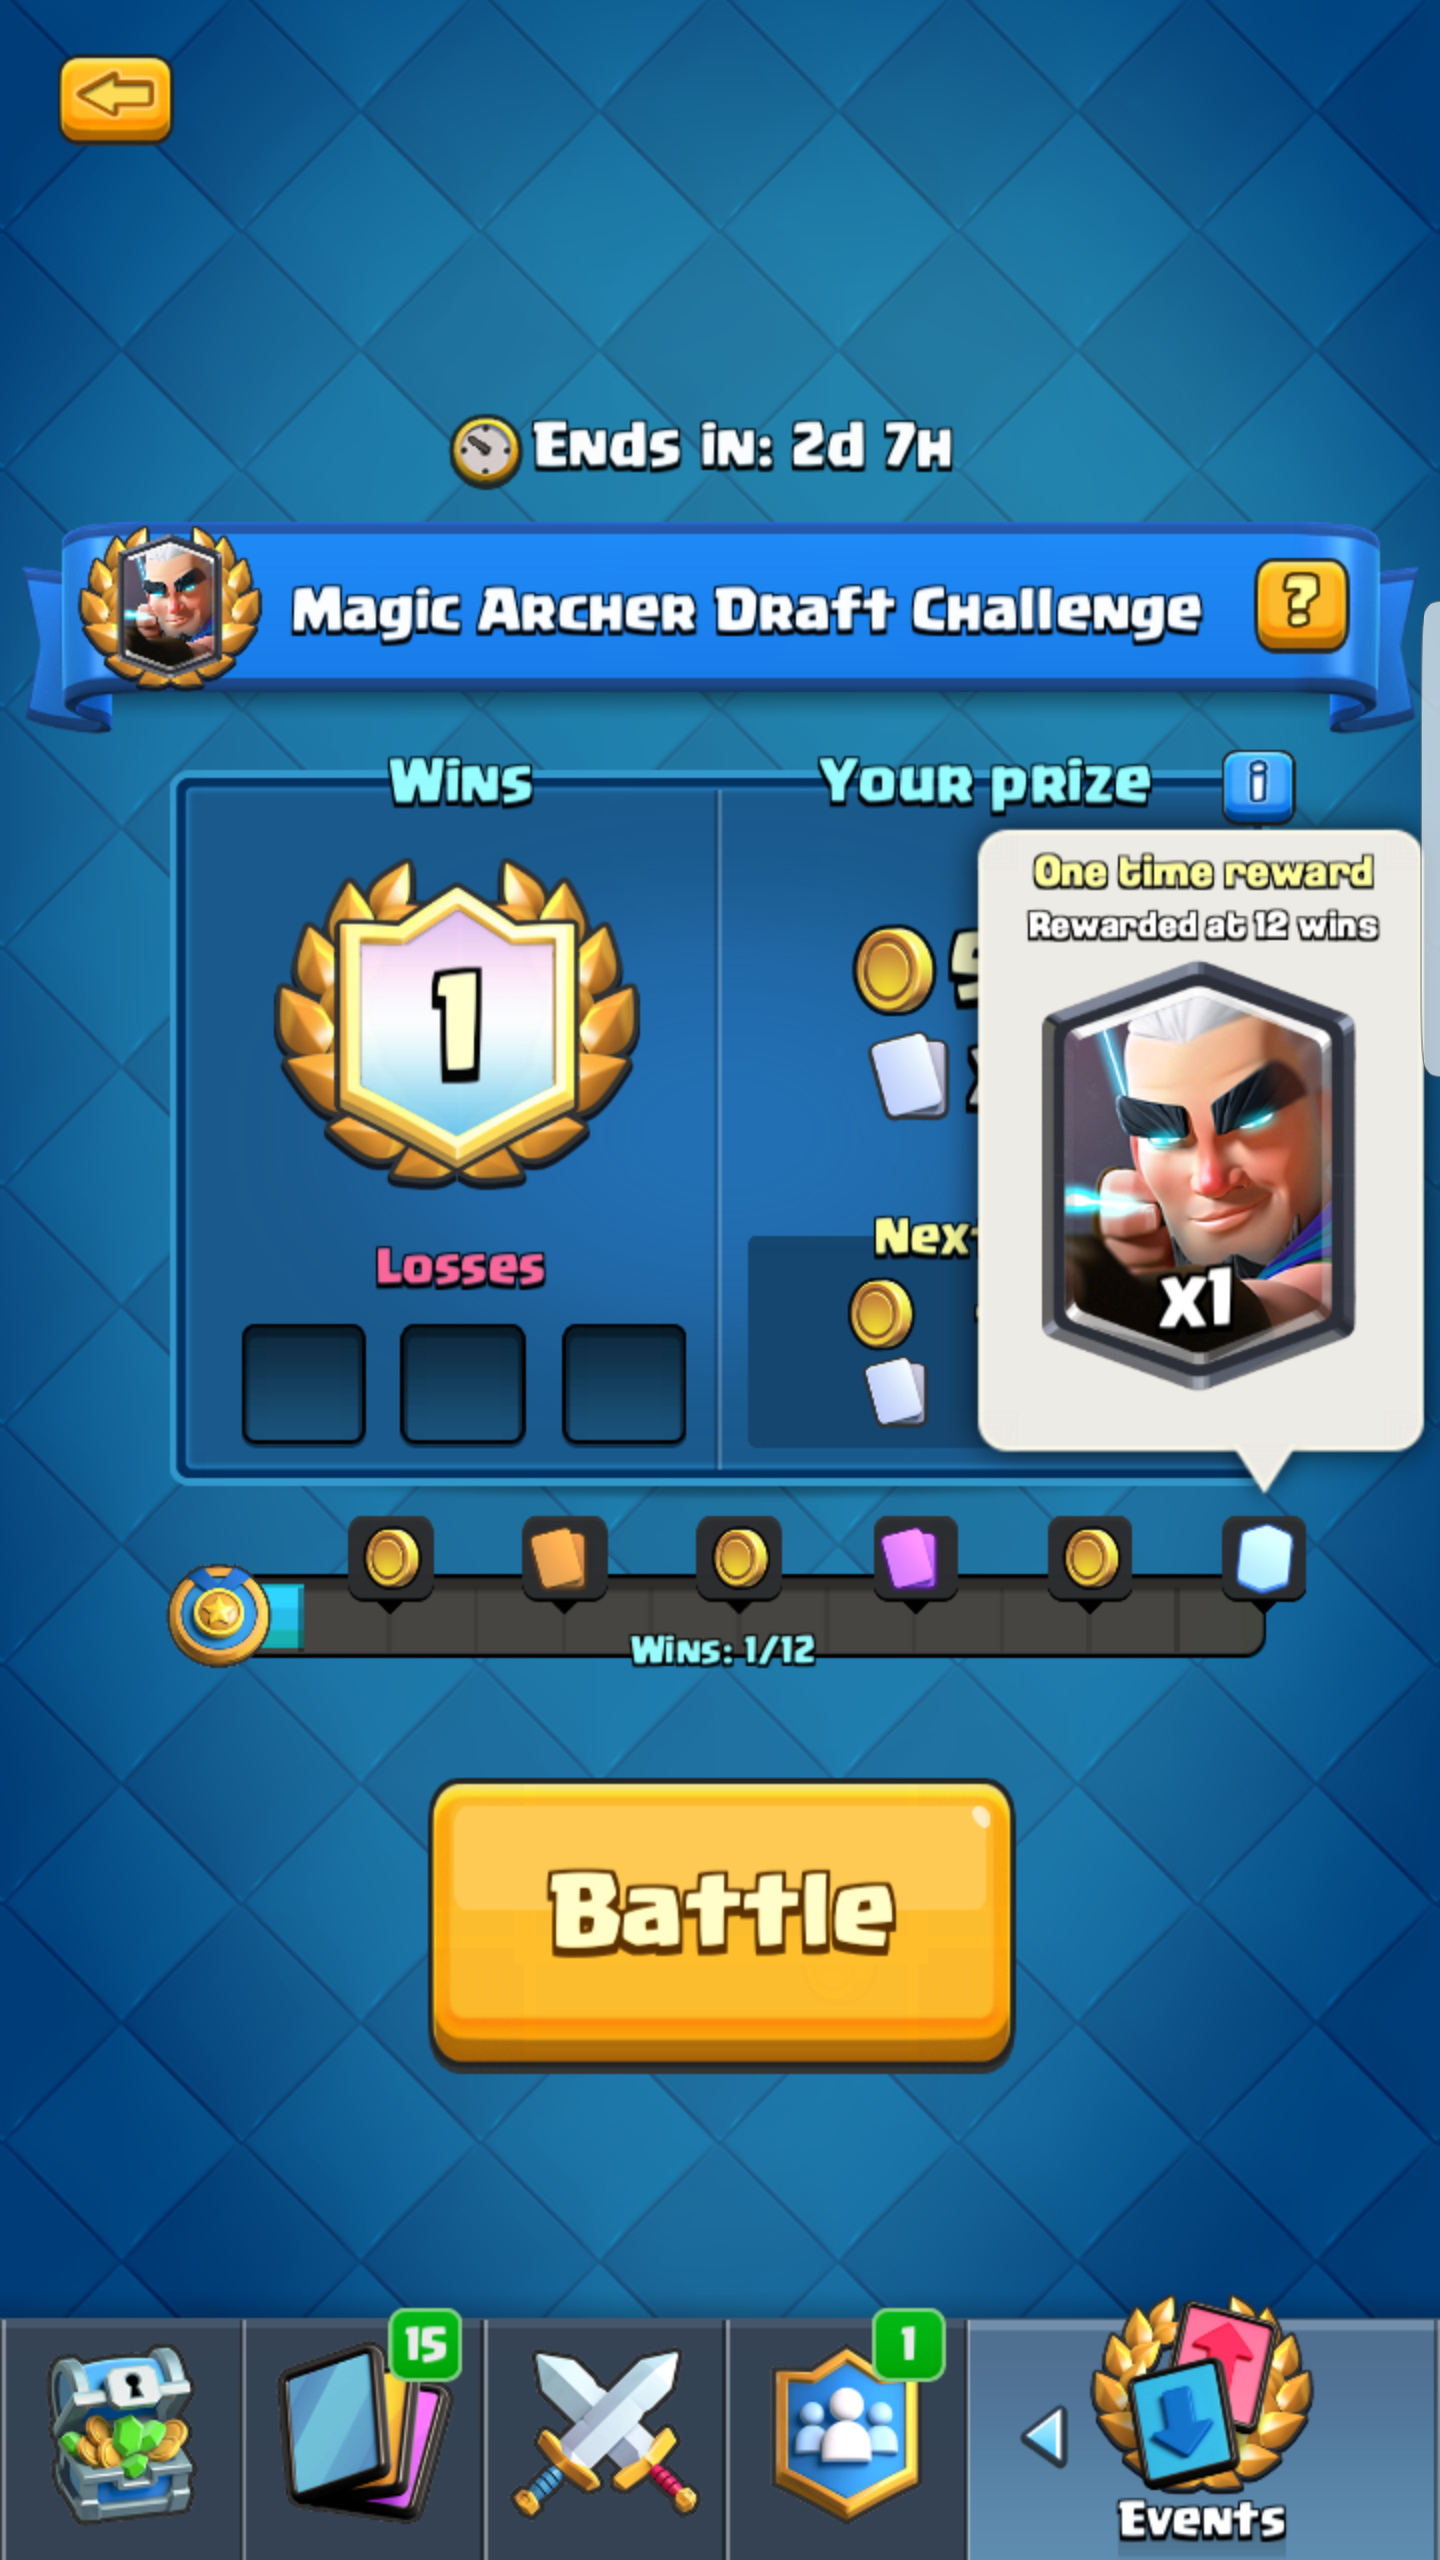 Ends in: 2d 7h
Magic Archer Draft Challenge
?
Wins
Your prize
i
1
One time reward
Rewarded at 12 wins
x1
Losses
Wins: 1/12
Battle
15
1
Events